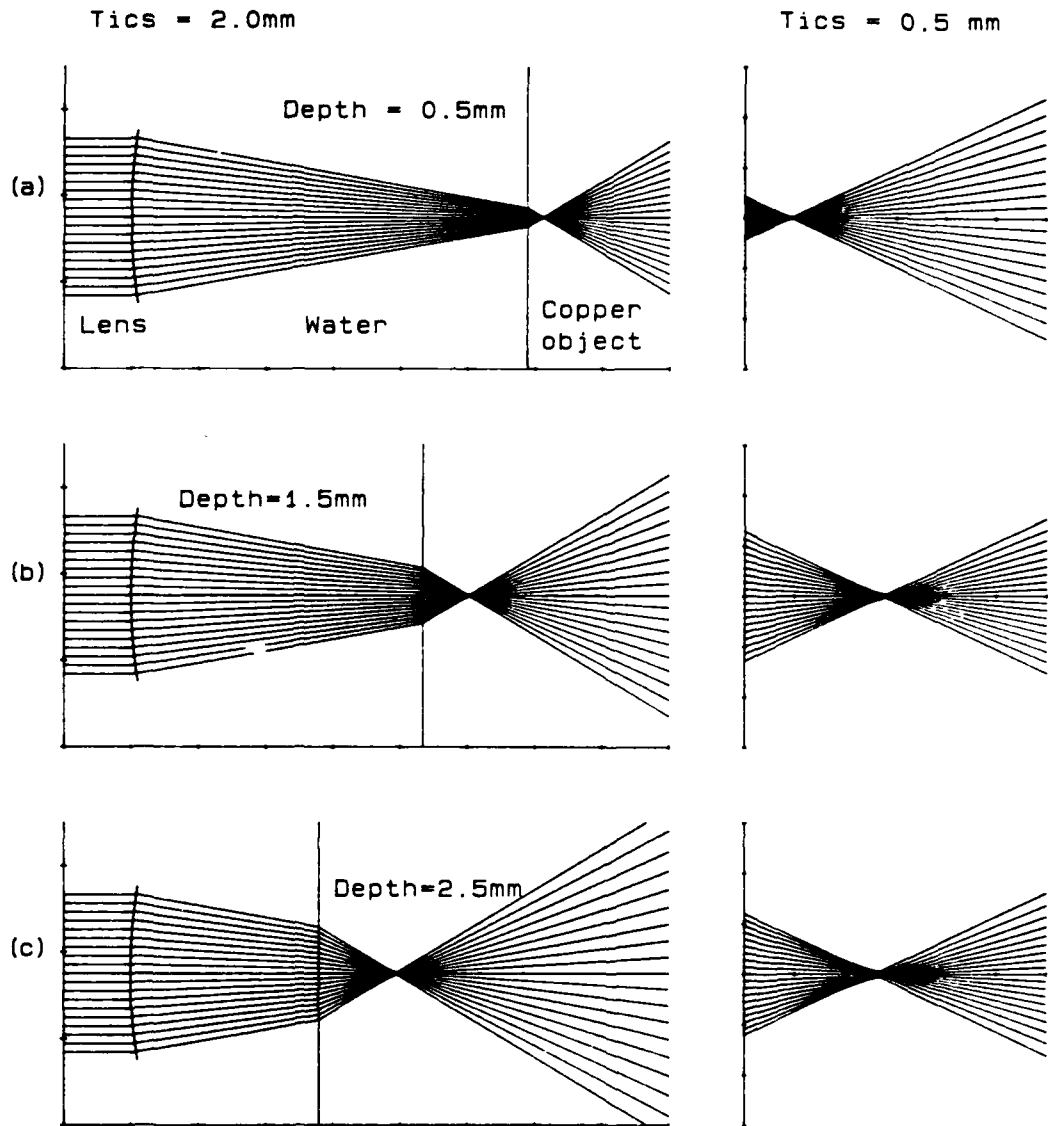 Tics = 2.0mm
Tics = 0.5 mm
(a)
Depth = 0.5mm
Lens
Water
Copper
object
(b)
Depth=1.5mm
(c)
Depth=2.5mm